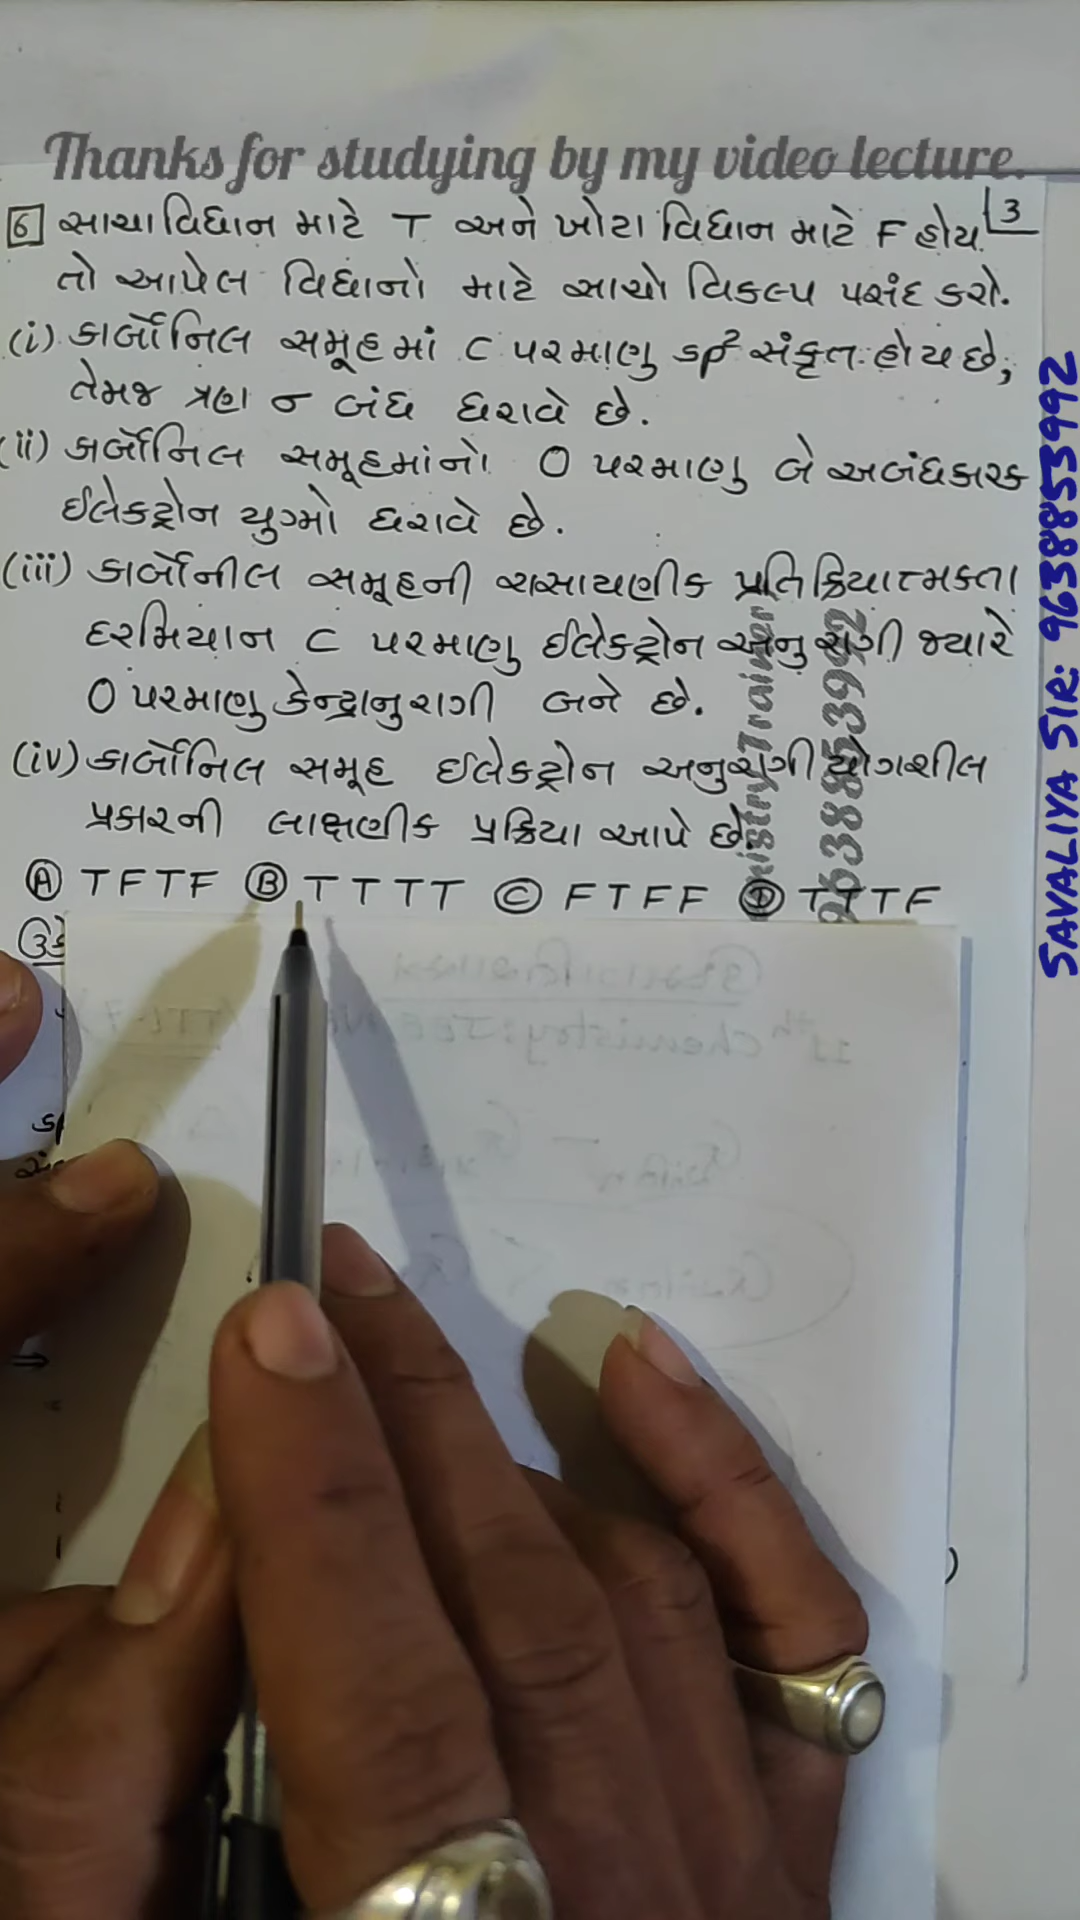 Thanks for studying by my video lecture.
3
6 સાચા વિધાન માટે T અને ખોટા વિધાન માટે F હોય
તો આપેલ વિધાનો માટે સાચો વિકલ્પ પસંદ કરો.
(i) કાર્બોનિલ સમૂહમાં C પરમાણુ sp² સંકૃત હોય છે,
તેમજ ત્રણ σ બંધ ધરાવે છે.
(ii) કાર્બોનિલ સમૂહમાંનો O પરમાણુ બે અબંધકારક
ઈલેક્ટ્રોન યુગ્મો ધરાવે છે.
(iii) કાર્બોનીલ સમૂહની રાસાયણીક પ્રતિક્રિયાત્મકતા
દરમિયાન C પરમાણુ ઈલેક્ટ્રોન અનુરાગી જ્યારે
O પરમાણુ કેન્દ્રાનુરાગી બને છે.
(iv) કાર્બોનિલ સમૂહ ઈલેક્ટ્રોન અનુરાગી યોગશીલ
પ્રકારની લાક્ષણીક પ્રક્રિયા આપે છે.
(A) TFTF (B) TTTT (C) FTFF (D) TTTF
SAVALIYA SIR: 9638853992
9638853992